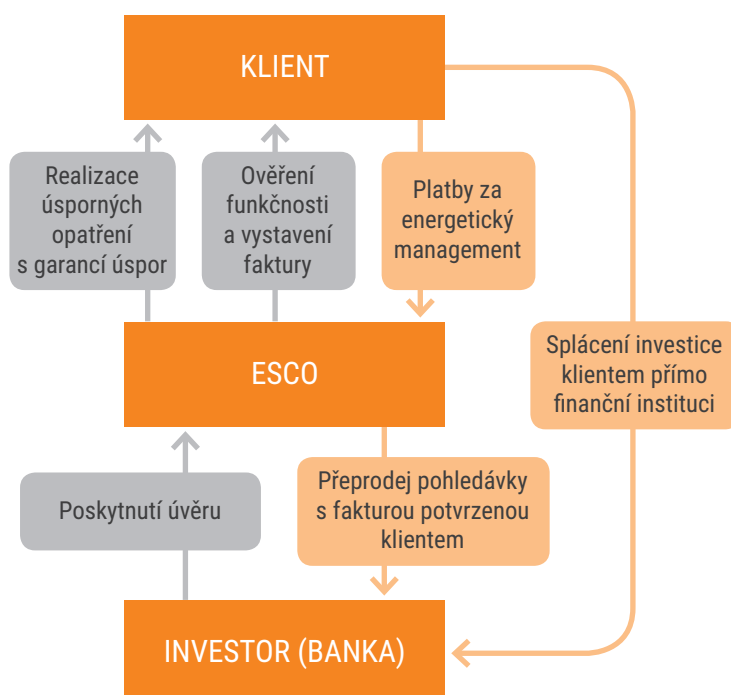 KLIENT
Realizace
úsporných
opatření
s garancí úspor
Ověření
funkčnosti
a vystavení
faktury
Platby za
energetický
management
ESCO
Splácení investice
klientem přímo
finanční instituci
Poskytnutí úvěru
Přeprodej pohledávky
s fakturou potvrzenou
klientem
INVESTOR (BANKA)